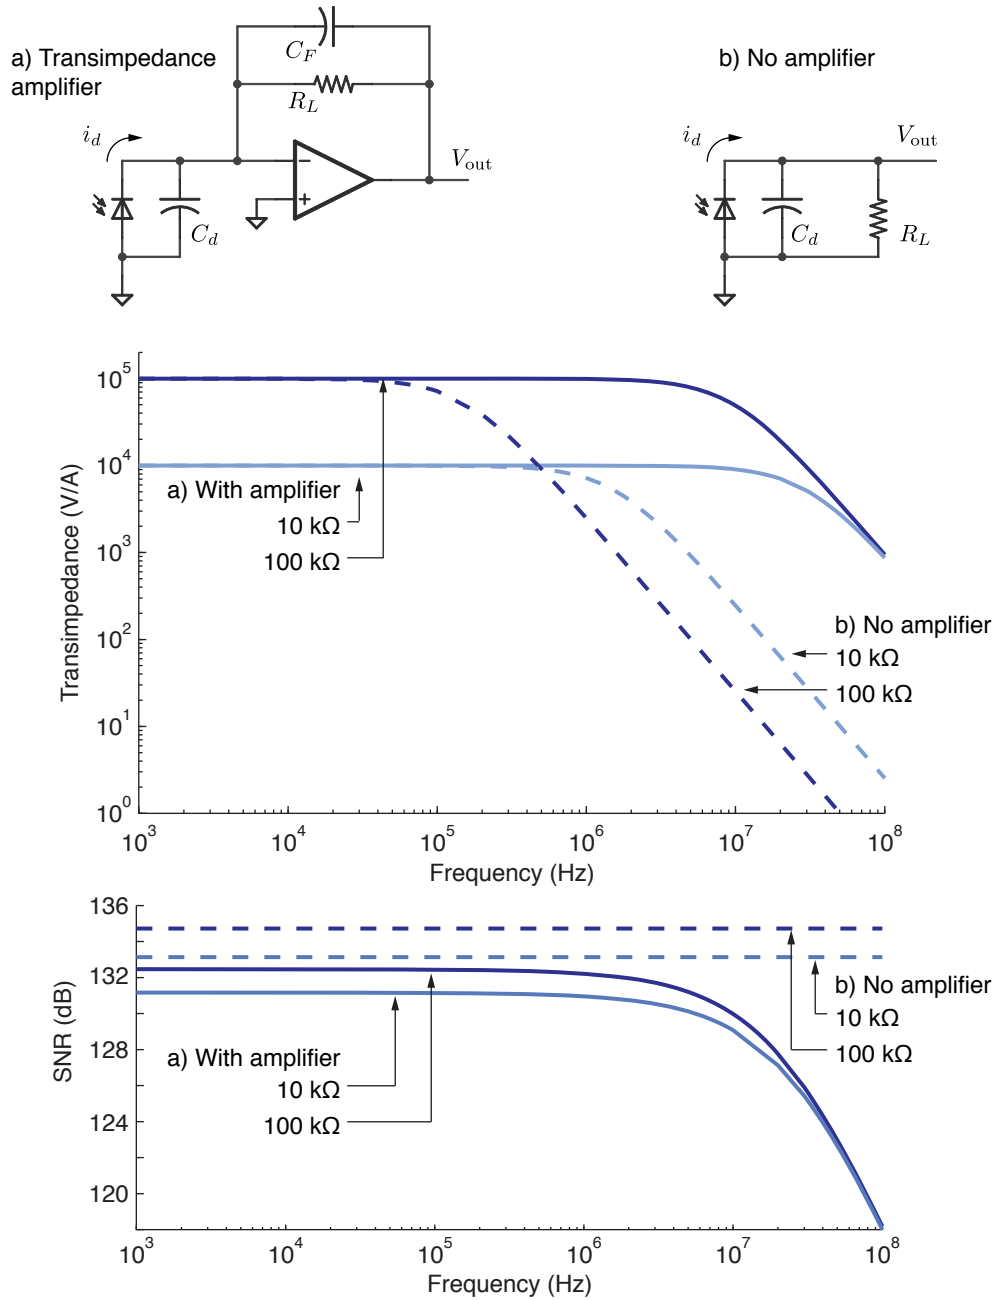 a) Transimpedance
amplifier
C_F
R_L
i_d
V_out
C_d
−
+
b) No amplifier
i_d
V_out
C_d
R_L
Transimpedance (V/A)
10^5
10^4
10^3
10^2
10^1
10^0
a) With amplifier
10 kΩ
100 kΩ
b) No amplifier
10 kΩ
100 kΩ
10^3 10^4 10^5 10^6 10^7 10^8
Frequency (Hz)
SNR (dB)
136
132
128
124
120
b) No amplifier
10 kΩ
100 kΩ
a) With amplifier
10 kΩ
100 kΩ
10^3 10^4 10^5 10^6 10^7 10^8
Frequency (Hz)